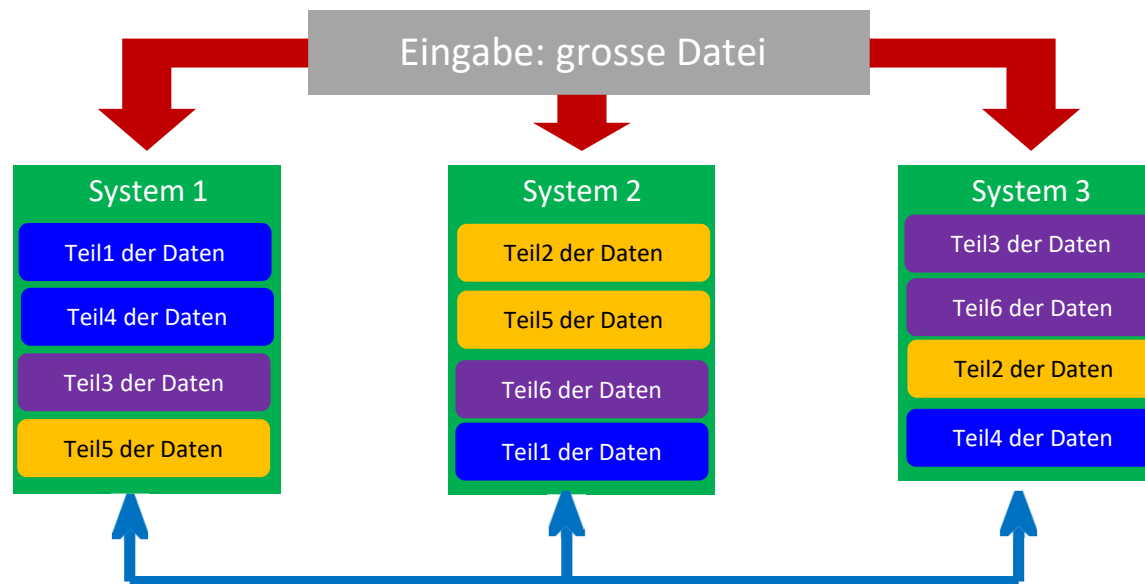 Eingabe: grosse Datei
System 1
Teil1 der Daten
Teil4 der Daten
Teil3 der Daten
Teil5 der Daten
System 2
Teil2 der Daten
Teil5 der Daten
Teil6 der Daten
Teil1 der Daten
System 3
Teil3 der Daten
Teil6 der Daten
Teil2 der Daten
Teil4 der Daten